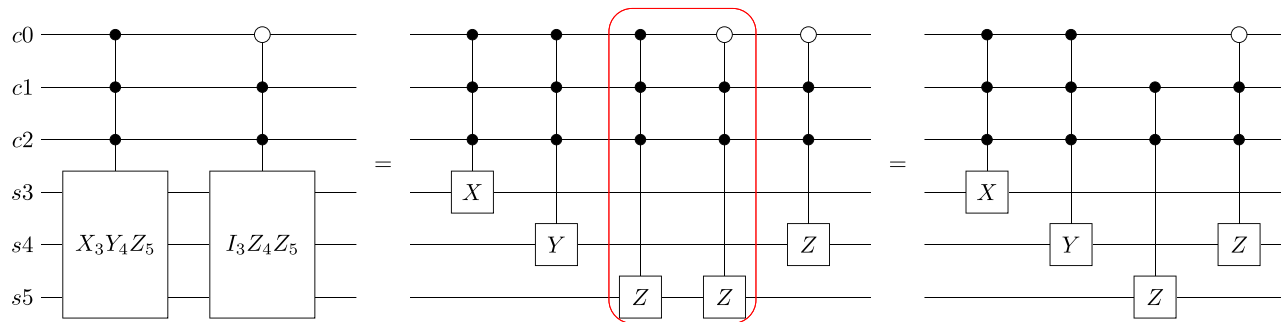 c0
c1
c2
= =
s3 X X
X₃Y₄Z₅ I₃Z₄Z₅
s4 Y Z Y Z
s5 Z Z Z